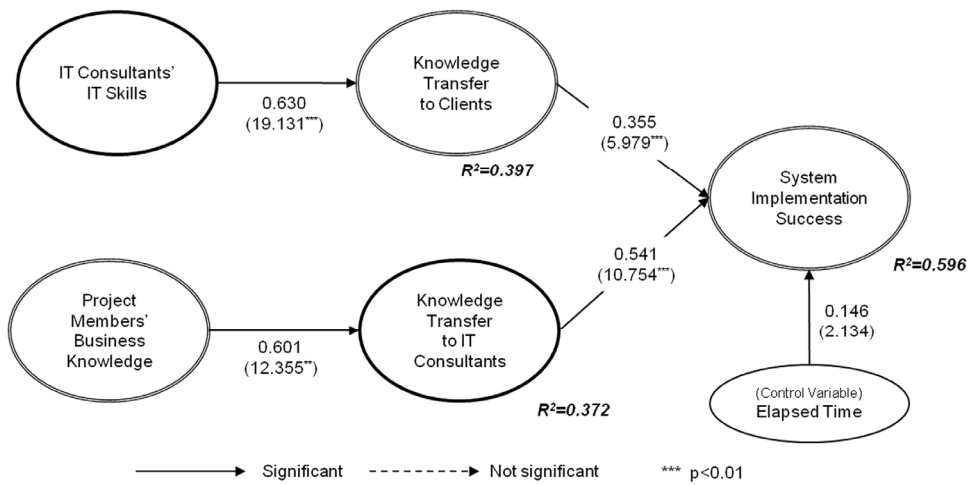 IT Consultants'
IT Skills
0.630
(19.131***)
Knowledge
Transfer
to Clients
R²=0.397
0.355
(5.979***)
System
Implementation
Success
R²=0.596
Project
Members'
Business
Knowledge
0.601
(12.355**)
Knowledge
Transfer
to IT
Consultants
R²=0.372
0.541
(10.754***)
0.146
(2.134)
(Control Variable)
Elapsed Time
Significant
Not significant
*** p<0.01